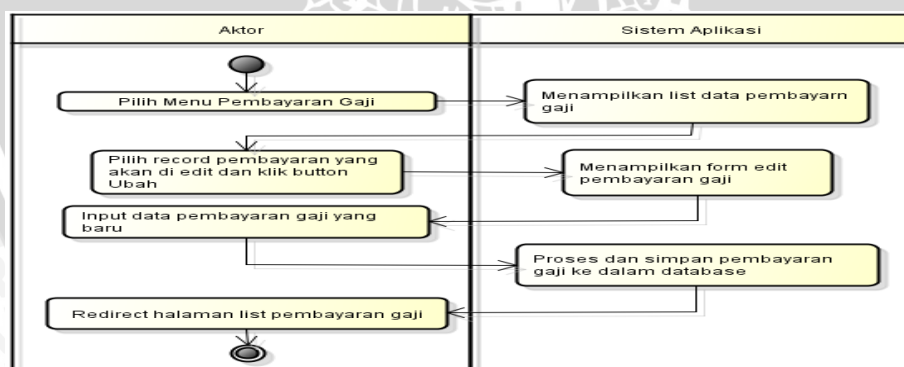 Aktor
Sistem Aplikasi
Pilih Menu Pembayaran Gaji
Menampilkan list data pembayarn
gaji
Pilih record pembayaran yang
akan di edit dan klik button
Ubah
Menampilkan form edit
pembayaran gaji
Input data pembayaran gaji yang
baru
Proses dan simpan pembayaran
gaji ke dalam database
Redirect halaman list pembayaran gaji